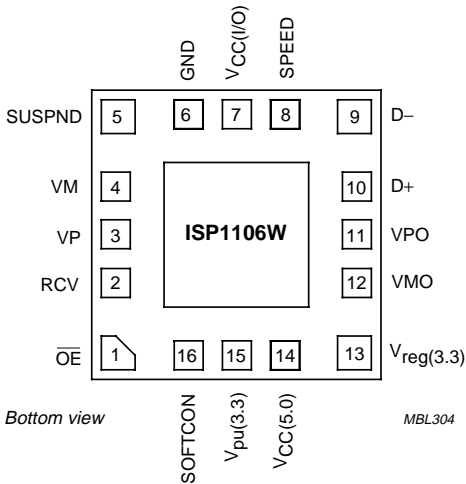 GND
VCC(I/O)
SPEED
SUSPND 5 6 7 8 9 D−
VM 4 10 D+
VP 3 ISP1106W 11 VPO
RCV 2 12 VMO
OE 1 16 15 14 13 Vreg(3.3)
SOFTCON
Vpu(3.3)
VCC(5.0)
Bottom view
MBL304